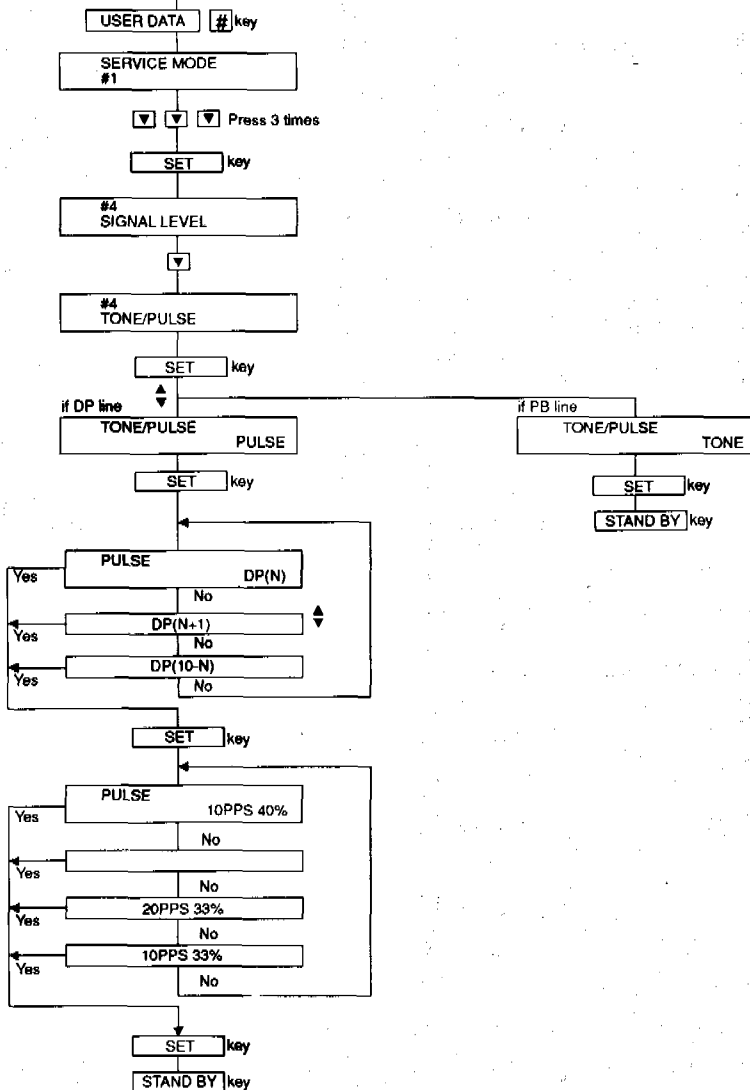 USER DATA # key
SERVICE MODE
#1
▼ ▼ ▼ Press 3 times
SET key
#4
SIGNAL LEVEL
▼
#4
TONE/PULSE
SET key
if DP line
TONE/PULSE
PULSE
SET key
if PB line
TONE/PULSE
TONE
SET key
STAND BY key
PULSE
DP(N)
Yes
No
DP(N+1)
Yes
No
DP(10-N)
Yes
No
SET key
PULSE
10PPS 40%
Yes
No
Yes
No
20PPS 33%
Yes
No
10PPS 33%
Yes
No
SET key
STAND BY key